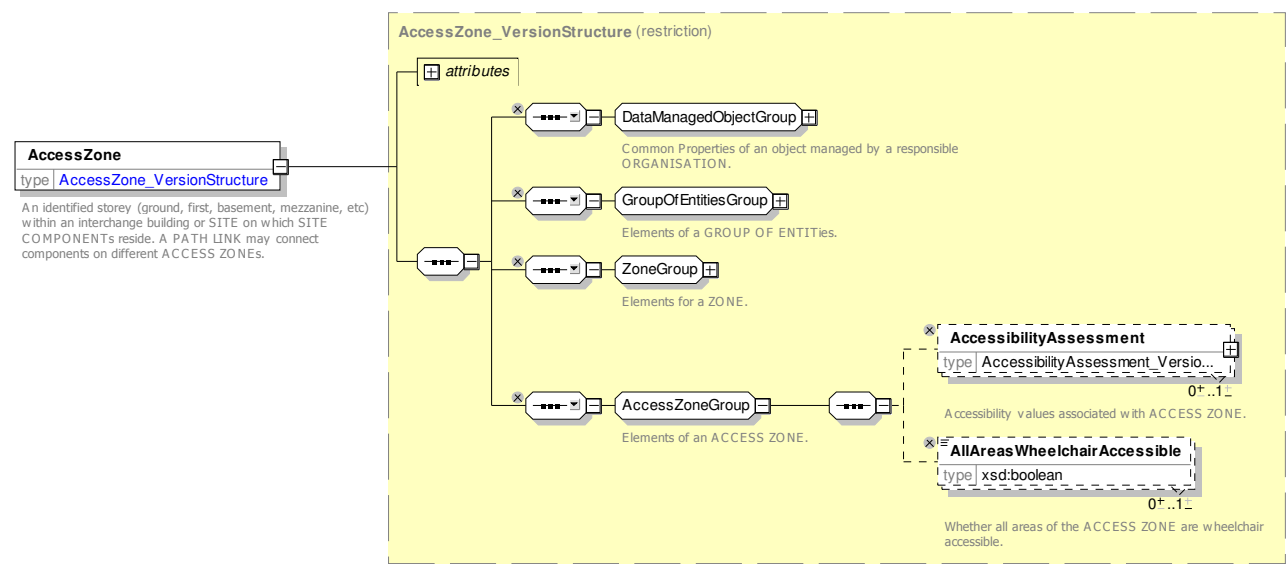 AccessZone_VersionStructure (restriction)
attributes
DataManagedObjectGroup
Common Properties of an object managed by a responsible
ORGANISATION.
AccessZone
type AccessZone_VersionStructure
An identified storey (ground, first, basement, mezzanine, etc)
within an interchange building or SITE on which SITE
COMPONENTs reside. A PATH LINK may connect
components on different ACCESS ZONEs.
GroupOfEntitiesGroup
Elements of a GROUP OF ENTITies.
ZoneGroup
Elements for a ZONE.
AccessZoneGroup
Elements of an ACCESS ZONE.
AccessibilityAssessment
type AccessibilityAssessment_Versio...
0±..1±
Accessibility values associated with ACCESS ZONE.
AllAreasWheelchairAccessible
type xsd:boolean
0±..1±
Whether all areas of the ACCESS ZONE are wheelchair
accessible.